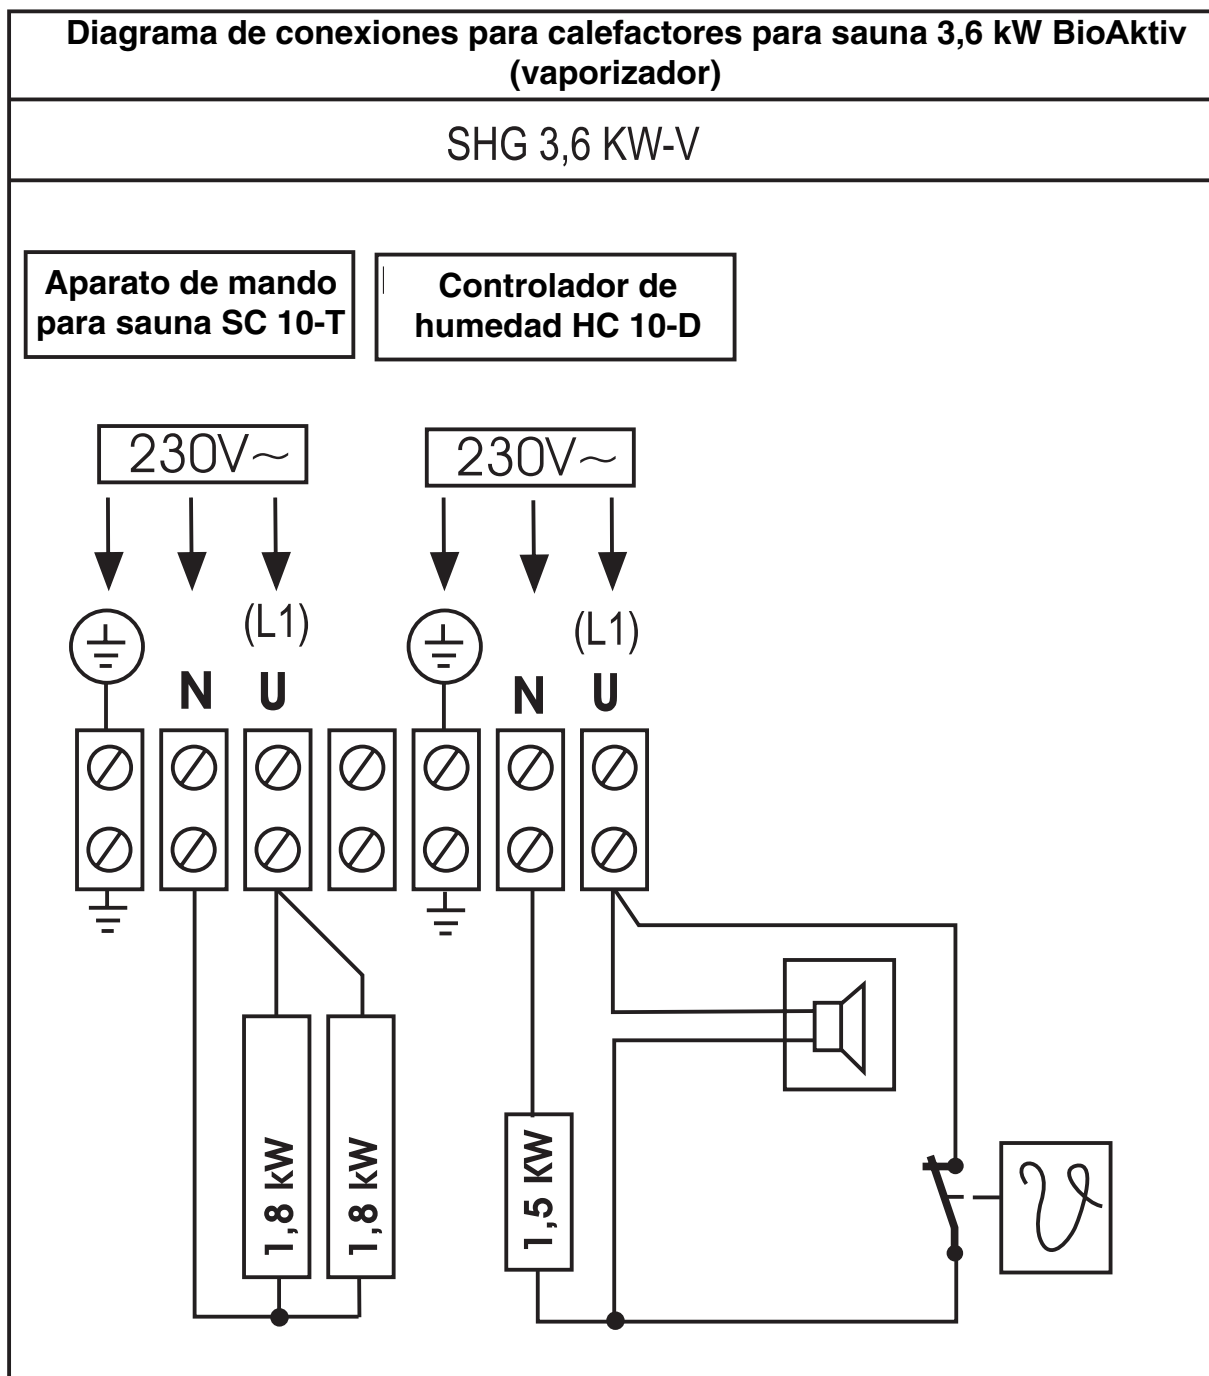 Diagrama de conexiones para calefactores para sauna 3,6 kW BioAktiv
(vaporizador)
SHG 3,6 KW-V
Aparato de mando
para sauna SC 10-T
Controlador de
humedad HC 10-D
230V~
230V~
(L1)
(L1)
N
U
N
U
1,8 kW
1,8 kW
1,5 KW
ϑ